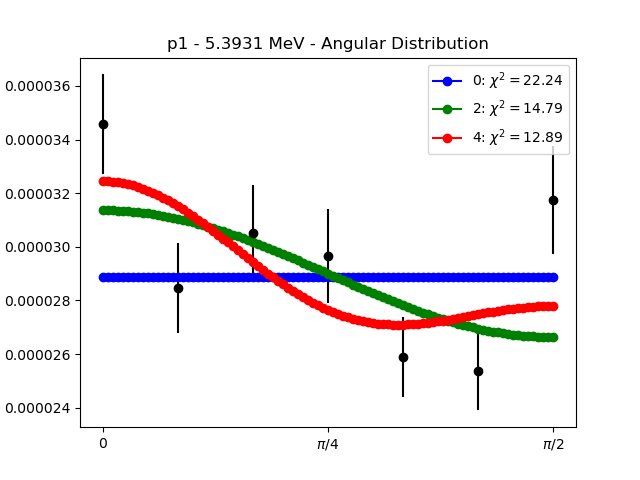 p1 - 5.3931 MeV - Angular Distribution
0.000036
0.000034
0.000032
0.000030
0.000028
0.000026
0.000024
0: χ² = 22.24
2: χ² = 14.79
4: χ² = 12.89
0
π/4
π/2